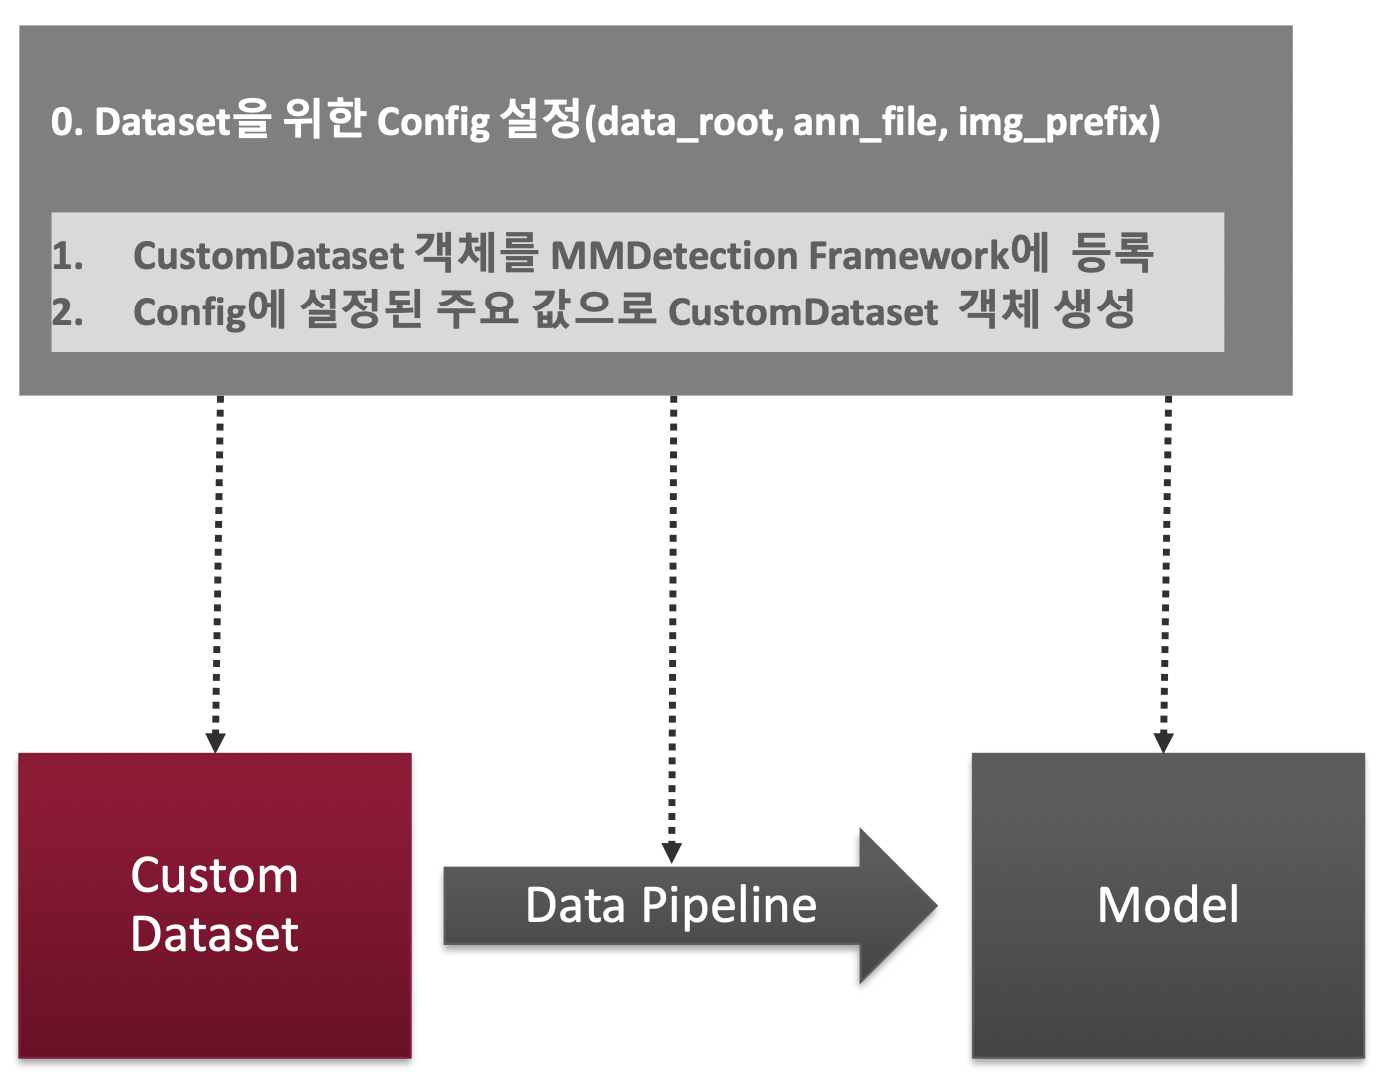 0. Dataset을 위한 Config 설정(data_root, ann_file, img_prefix)
1. CustomDataset 객체를 MMDetection Framework에 등록
2. Config에 설정된 주요 값으로 CustomDataset 객체 생성
Custom
Dataset
Data Pipeline
Model